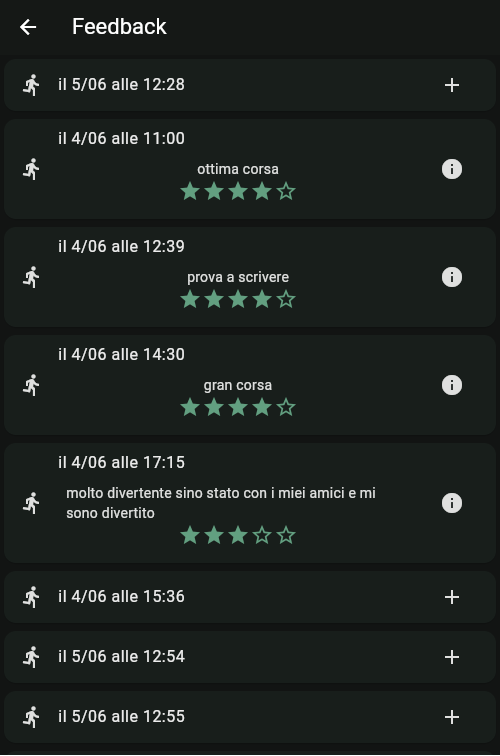 Feedback
il 5/06 alle 12:28
il 4/06 alle 11:00
ottima corsa
il 4/06 alle 12:39
prova a scrivere
il 4/06 alle 14:30
gran corsa
il 4/06 alle 17:15
molto divertente sino stato con i miei amici e mi
sono divertito
il 4/06 alle 15:36
il 5/06 alle 12:54
il 5/06 alle 12:55